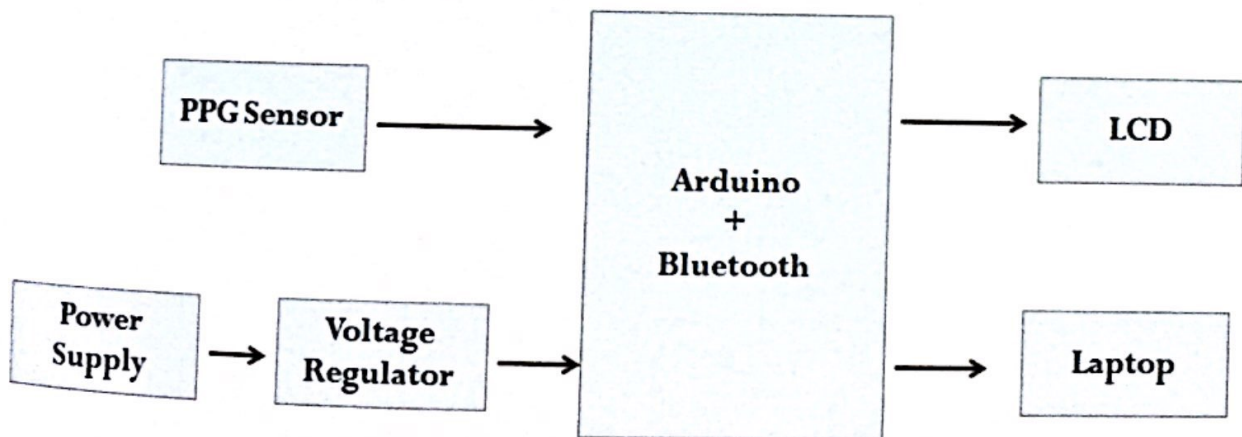 PPG Sensor
LCD
Arduino
+
Bluetooth
Power
Supply
Voltage
Regulator
Laptop